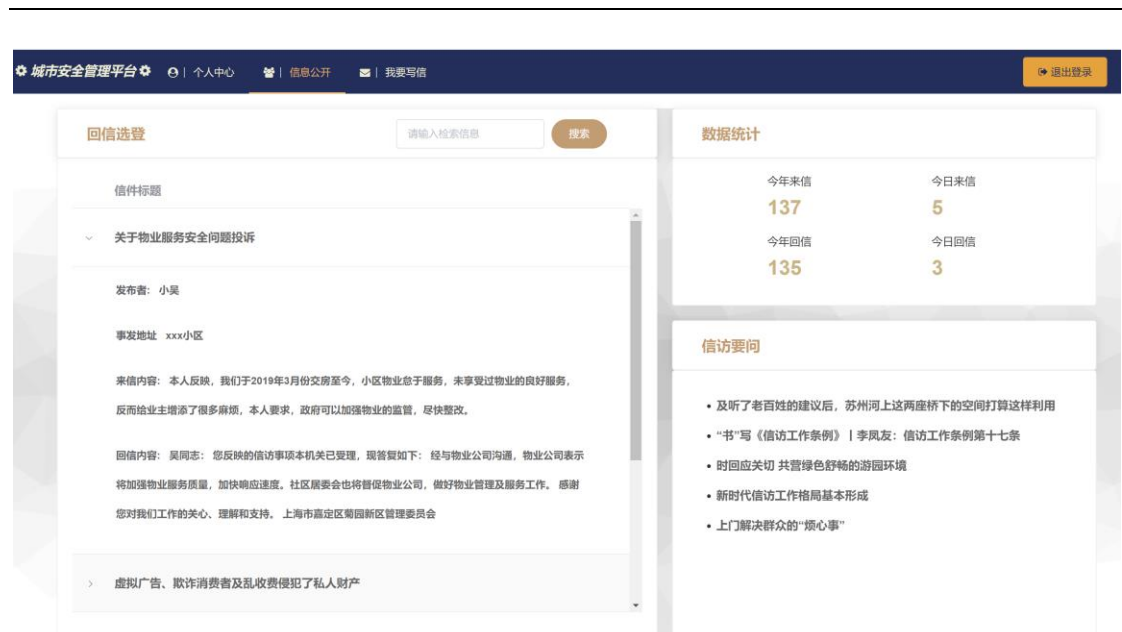 城市安全管理平台 | 个人中心 | 信息公开 | 我要写信 退出登录
回信选登 请输入检索信息 搜索
信件标题
关于物业服务安全问题投诉
发布者: 小吴
事发地址 xxx小区
来信内容: 本人反映，我们于2019年3月份交房至今，小区物业怠于服务，未享受过物业的良好服务，
反而给业主增添了很多麻烦，本人要求，政府可以加强物业的监管，尽快整改。
回信内容: 吴同志: 您反映的信访事项本机关已受理，现答复如下: 经与物业公司沟通，物业公司表示
将加强物业服务质量，加快响应速度。社区居委会也将督促物业公司，做好物业管理及服务工作。 感谢
您对我们工作的关心、理解和支持。 上海市嘉定区菊园新区管理委员会
虚拟广告、欺诈消费者及乱收费侵犯了私人财产
数据统计
今年来信 今日来信
137 5
今年回信 今日回信
135 3
信访要问
• 及听了老百姓的建议后，苏州河上这两座桥下的空间打算这样利用
• “书”写《信访工作条例》丨李凤友: 信访工作条例第十七条
• 时回应关切 共营绿色舒畅的游园环境
• 新时代信访工作格局基本形成
• 上门解决群众的“烦心事”